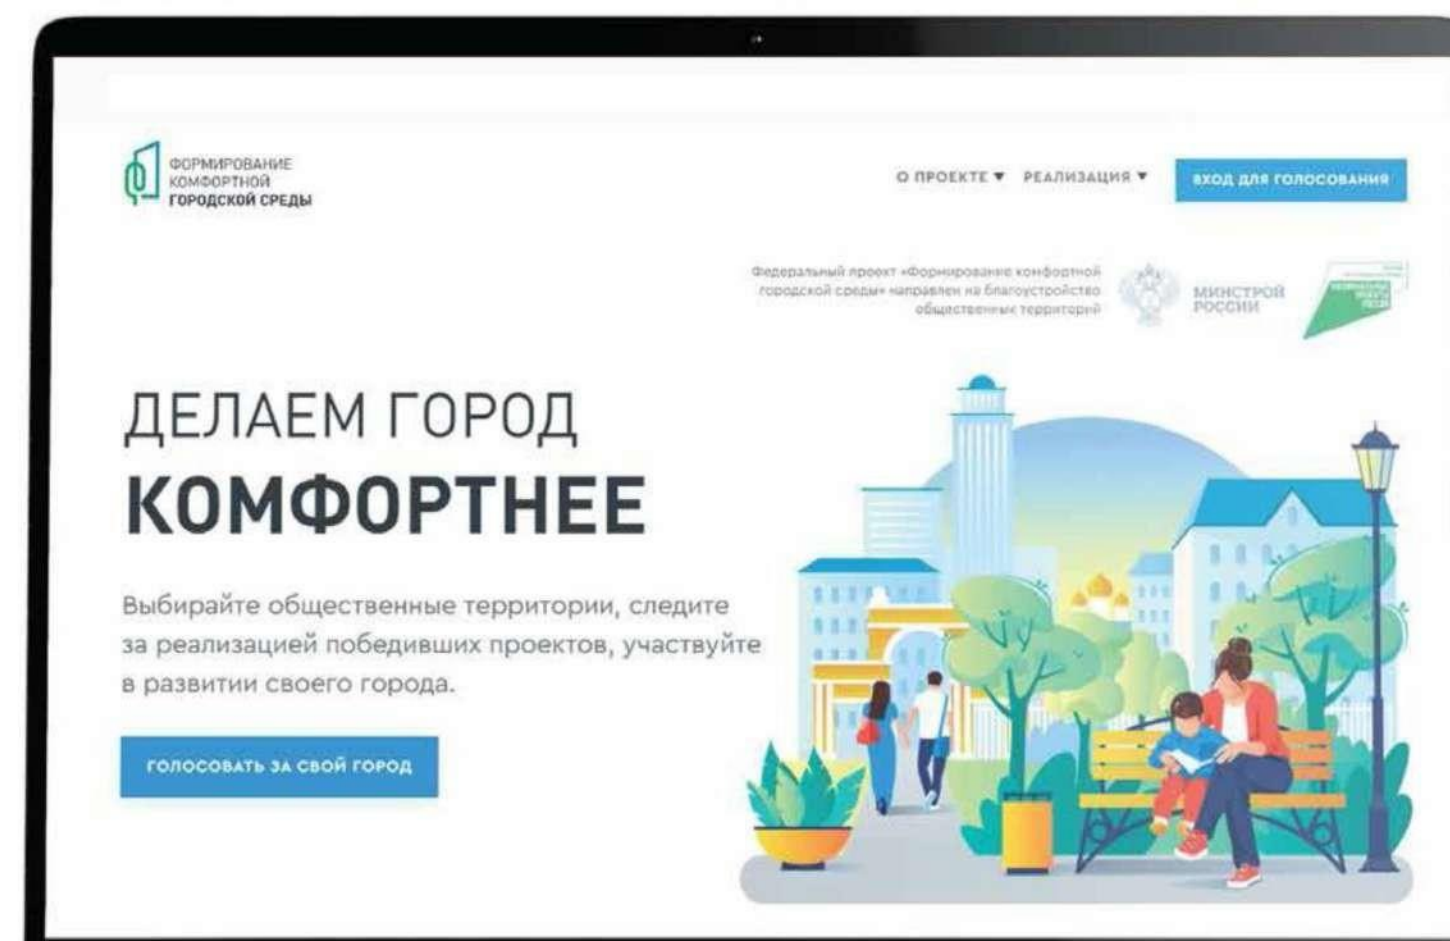 ФОРМИРОВАНИЕ
КОМФОРТНОЙ
ГОРОДСКОЙ СРЕДЫ
О ПРОЕКТЕ ▼ РЕАЛИЗАЦИЯ ▼
ВХОД ДЛЯ ГОЛОСОВАНИЯ
Федеральный проект «Формирование комфортной
городской среды» направлен на благоустройство
общественных территорий
МИНСТРОЙ
РОССИИ
ДЕЛАЕМ ГОРОД
КОМФОРТНЕЕ
Выбирайте общественные территории, следите
за реализацией победивших проектов, участвуйте
в развитии своего города.
ГОЛОСОВАТЬ ЗА СВОЙ ГОРОД